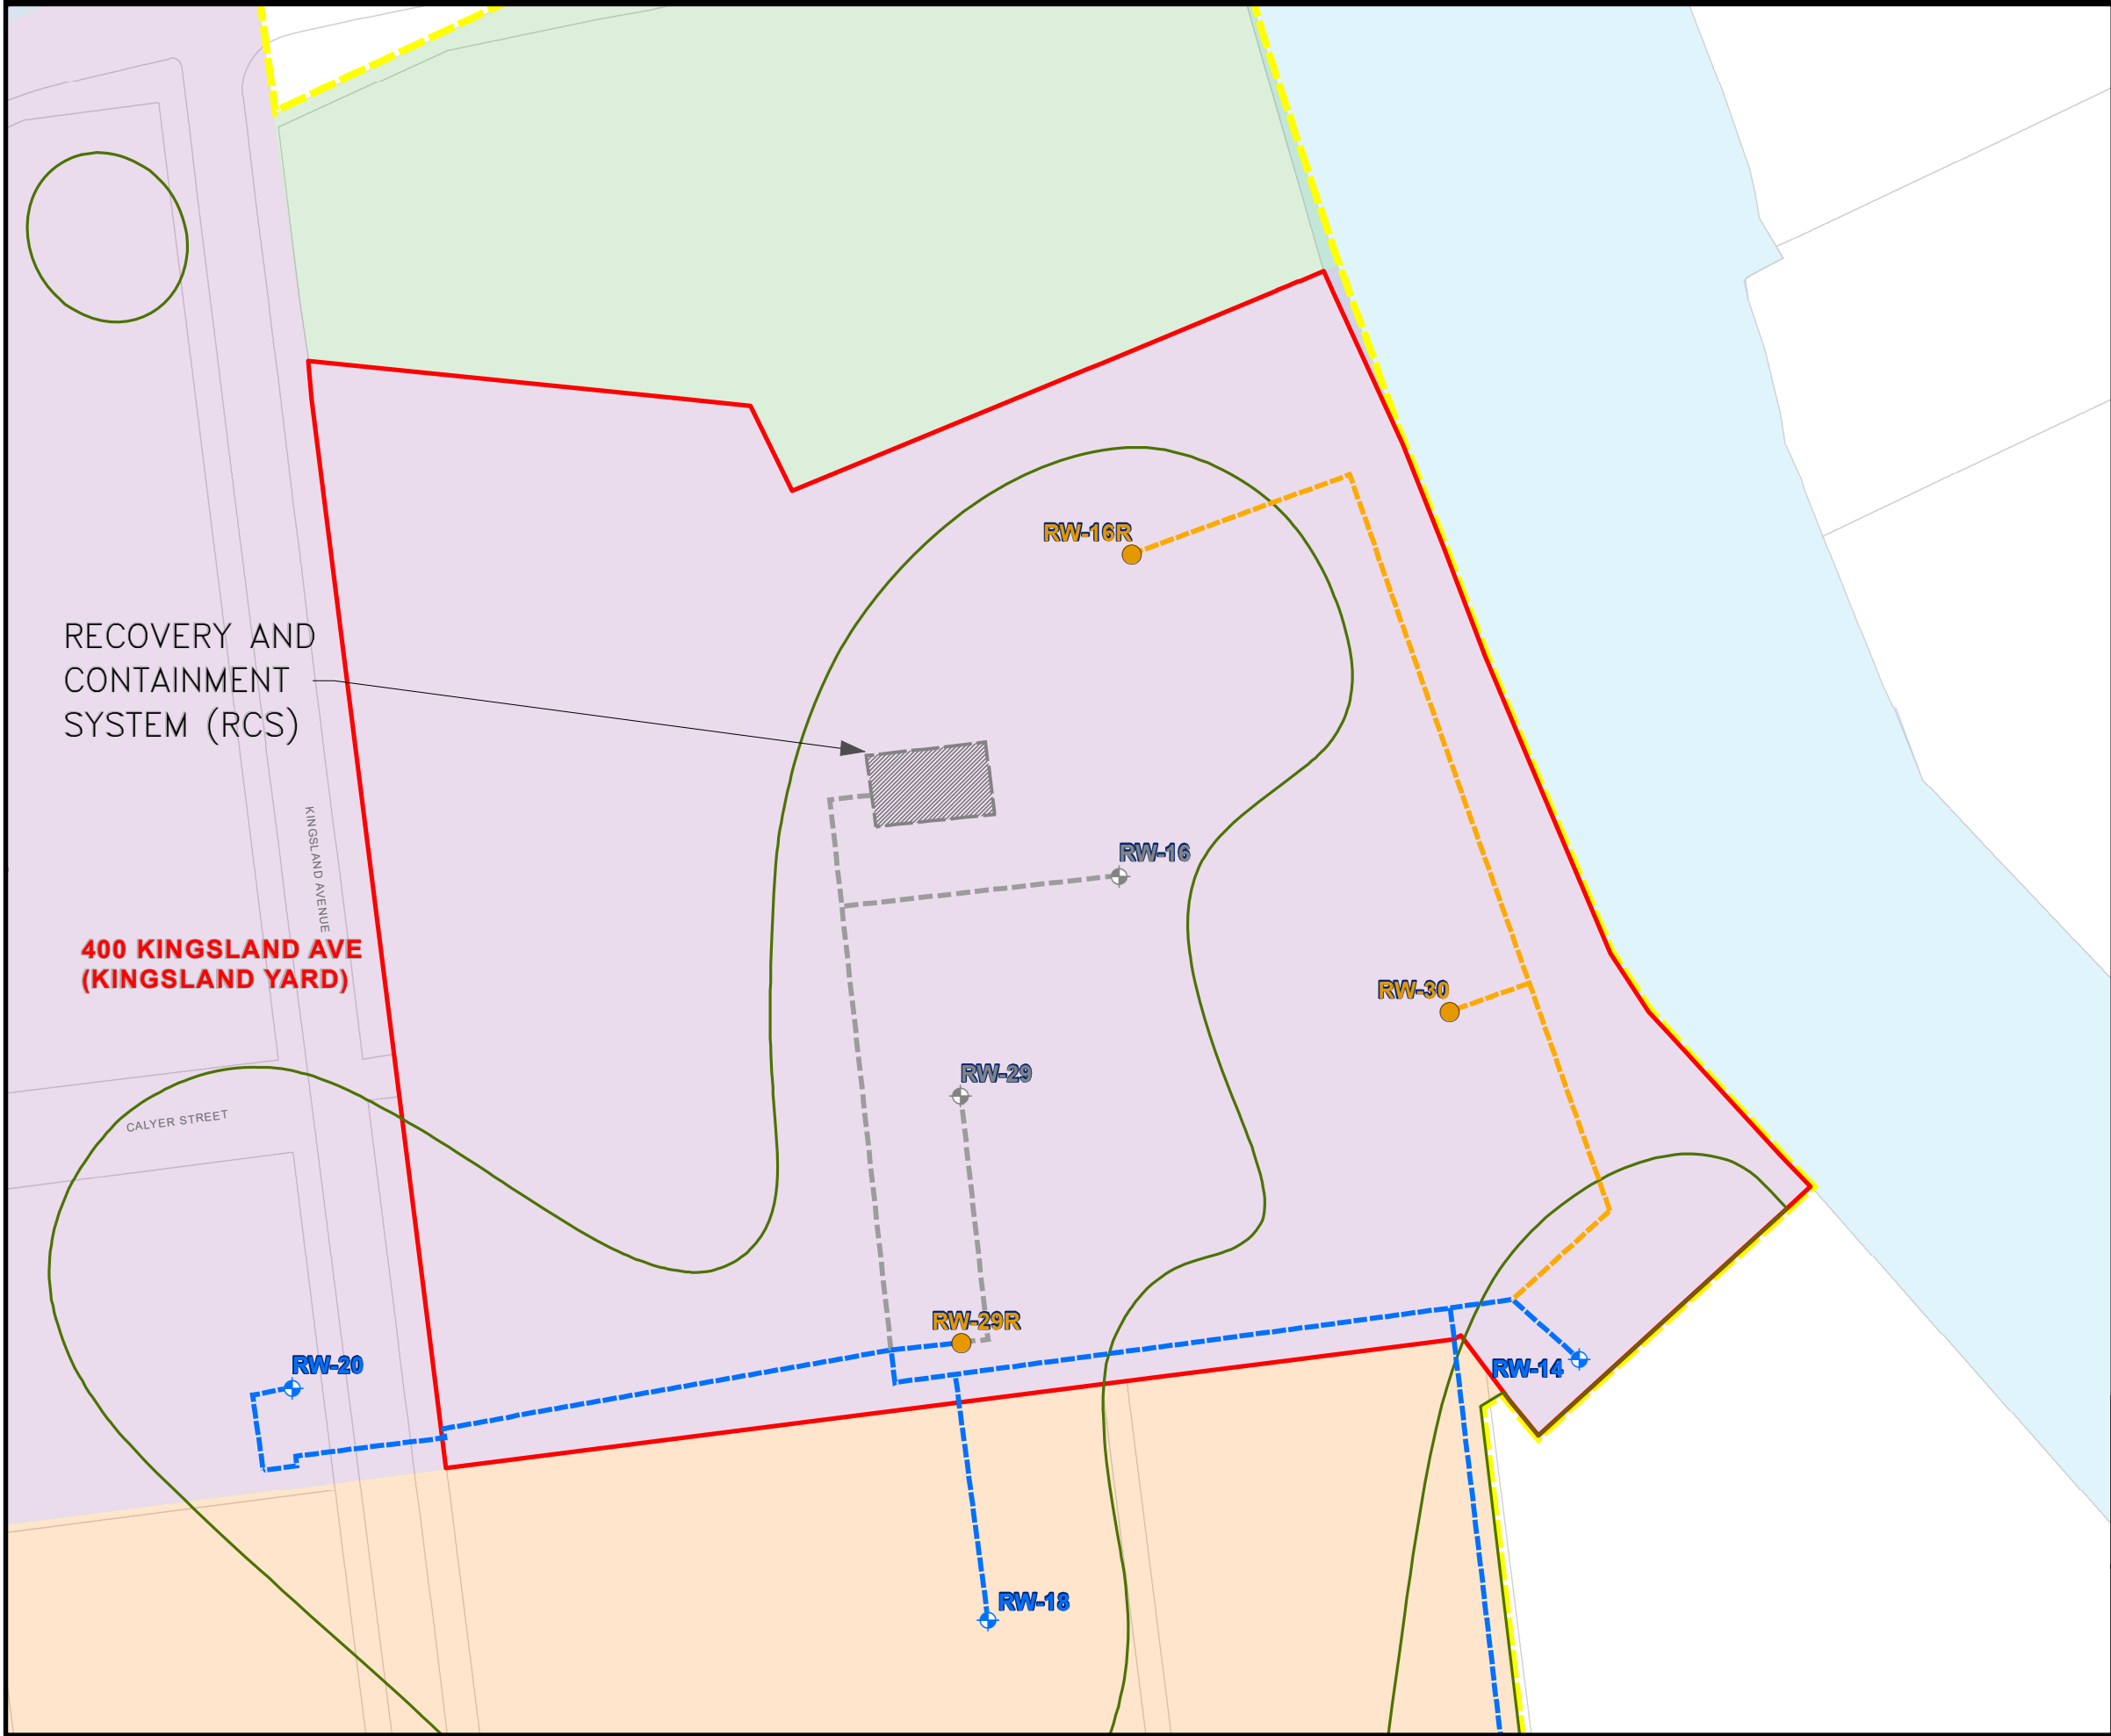 RW-16R
RECOVERY AND
CONTAINMENT
SYSTEM (RCS)
KINGSLAND AVENUE
RW-16
400 KINGSLAND AVE
(KINGSLAND YARD)
RW-30
RW-29
CALYER STREET
RW-29R
RW-20
RW-14
RW-18